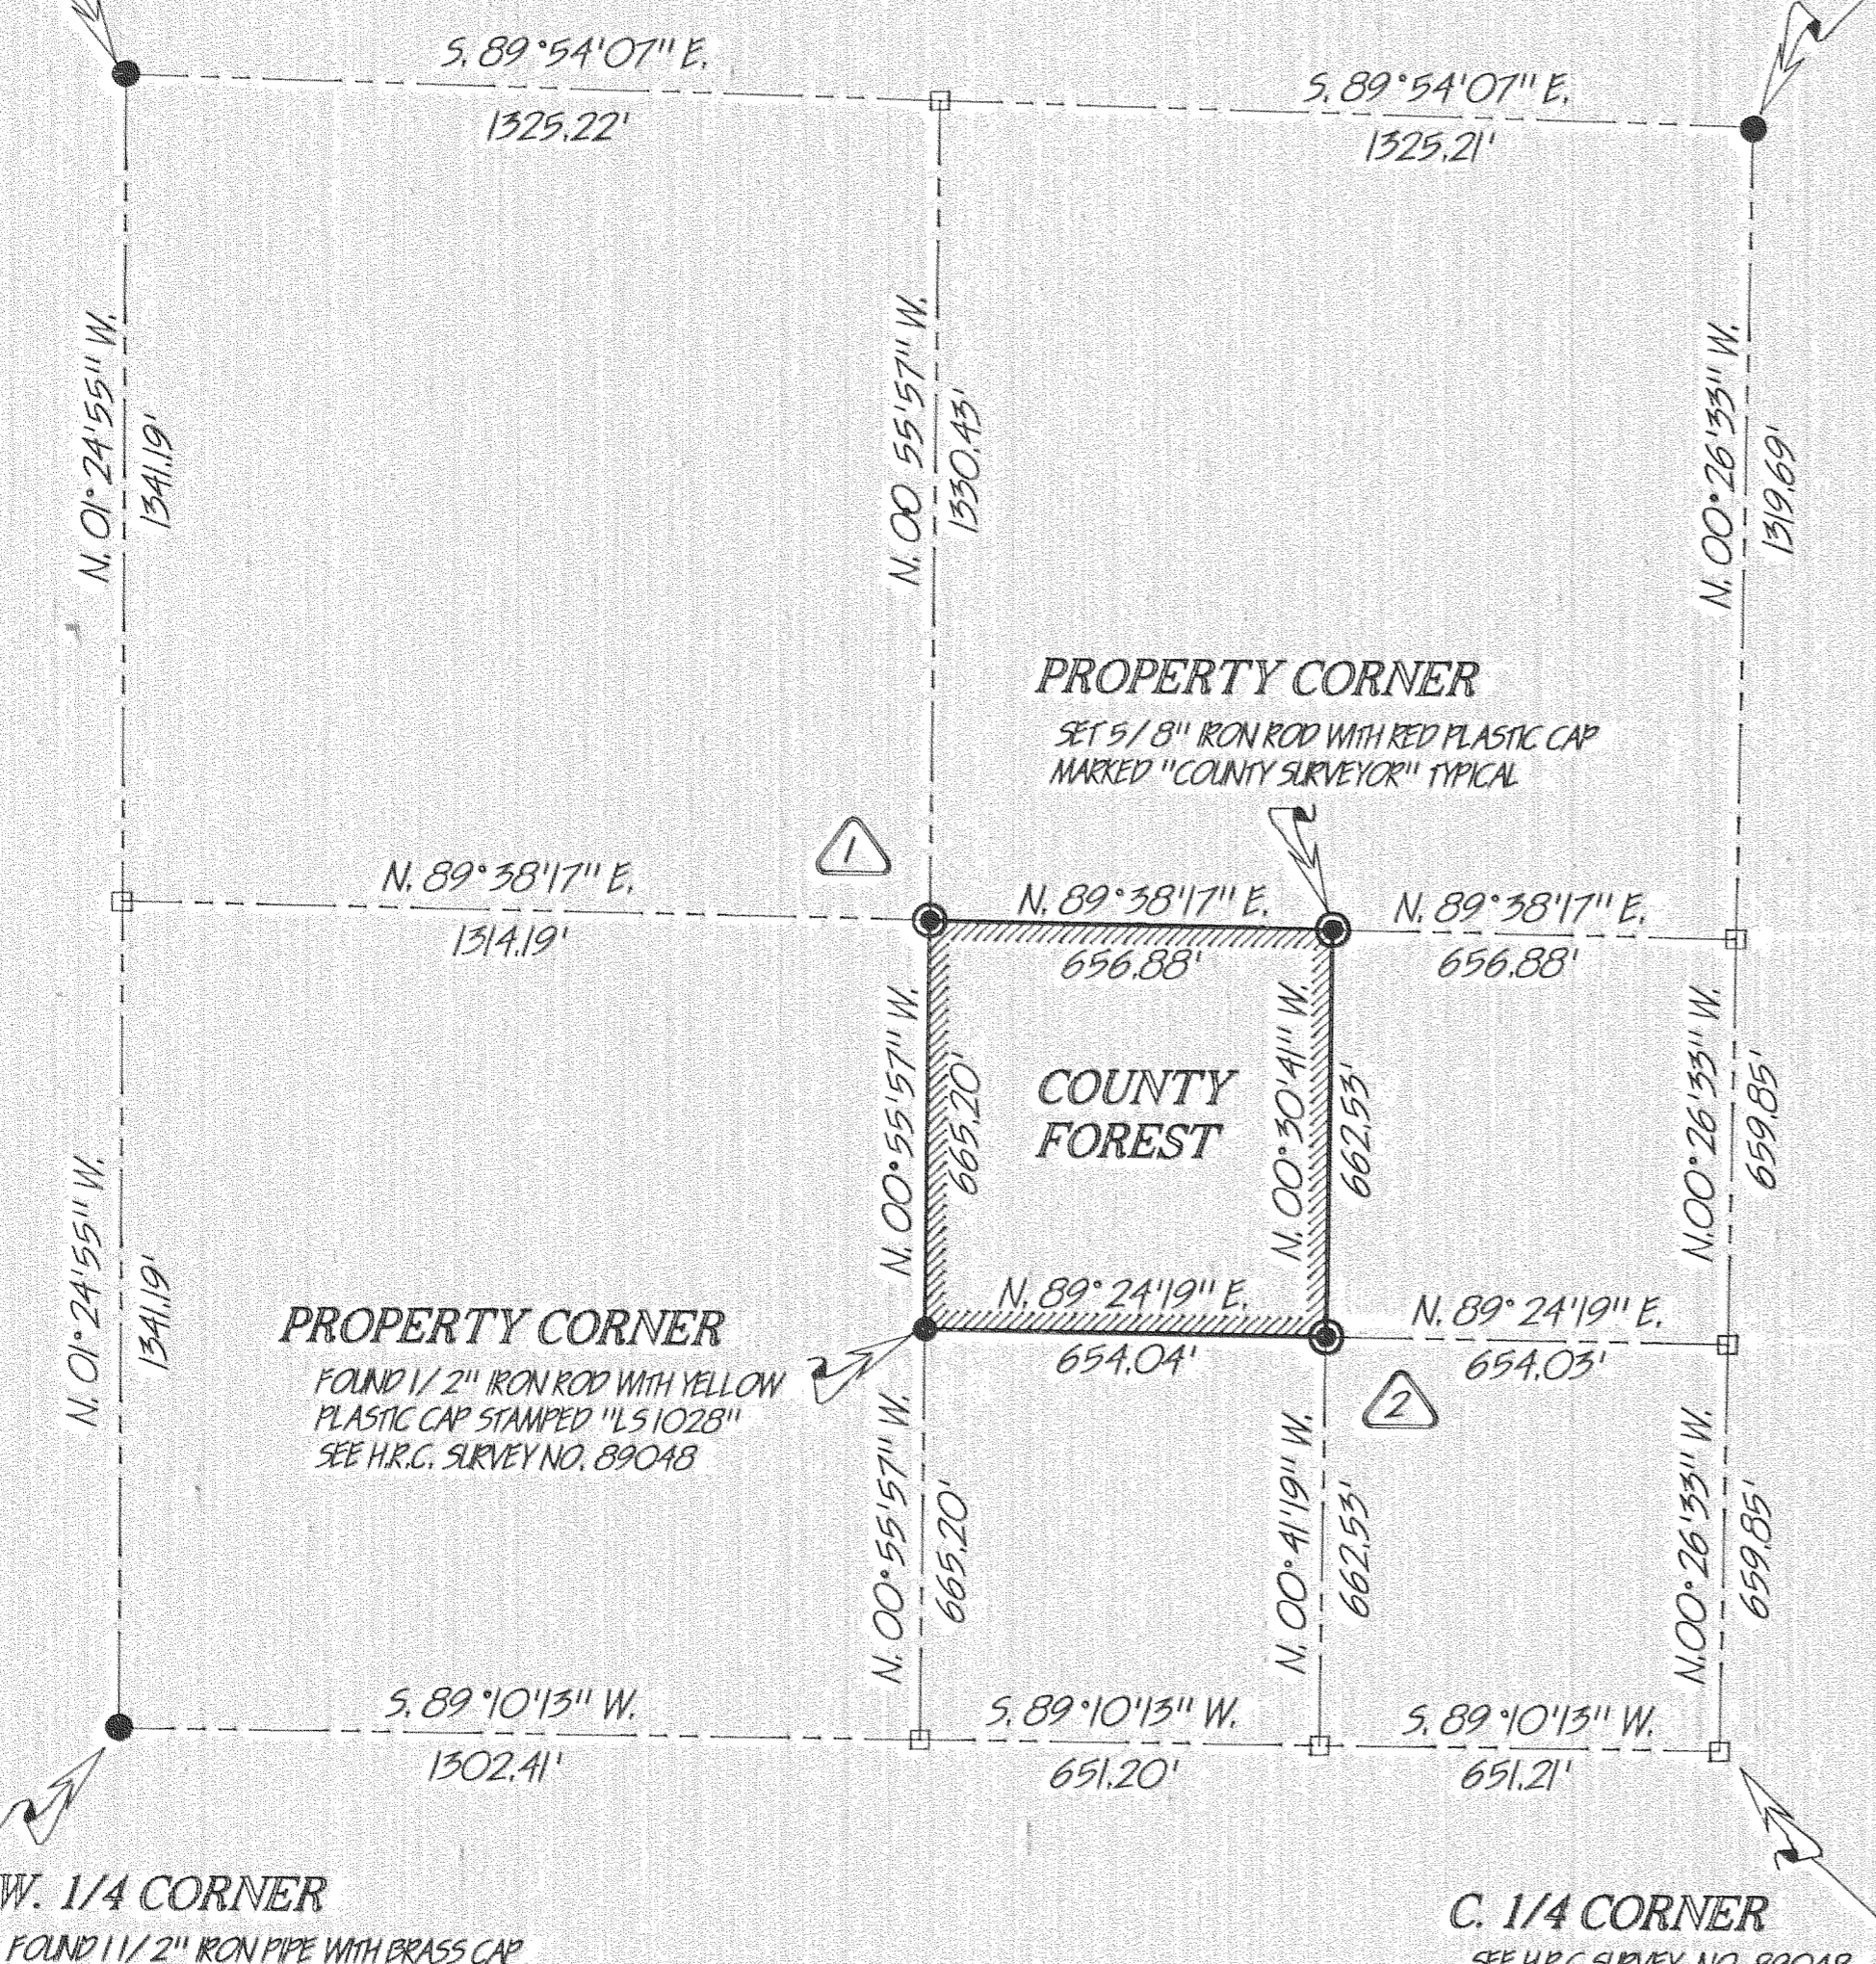 S. 89°54'07" E.
1325.22'
S. 89°54'07" E.
1325.21'
N. 01°24'55" W.
1341.19'
N. 00 55'57" W.
1330.43'
N. 00°26'33" W.
1319.69'
PROPERTY CORNER
SET 5/8" IRON ROD WITH RED PLASTIC CAP
MARKED "COUNTY SURVEYOR" TYPICAL
1
N. 89°38'17" E.
1314.19'
N. 89°38'17" E.
656.88'
N. 89°38'17" E.
656.88'
N. 00°55'57" W.
665.20'
COUNTY
FOREST
N. 00°30'41" W.
662.53'
N. 00°26'33" W.
659.85'
N. 01°24'55" W.
1341.19'
PROPERTY CORNER
FOUND 1/2" IRON ROD WITH YELLOW
PLASTIC CAP STAMPED "LS 1028"
SEE H.R.C. SURVEY NO. 89048
N. 89°24'19" E.
654.04'
N. 89°24'19" E.
654.03'
2
N. 00°55'57" W.
665.20'
N. 00°41'19" W.
662.53'
N. 00°26'33" W.
659.85'
S. 89°10'13" W.
1302.41'
S. 89°10'13" W.
651.20'
S. 89°10'13" W.
651.21'
W. 1/4 CORNER
FOUND 1 1/2" IRON PIPE WITH BRASS CAP
C. 1/4 CORNER
SEE H.R.C. SURVEY NO. 89048